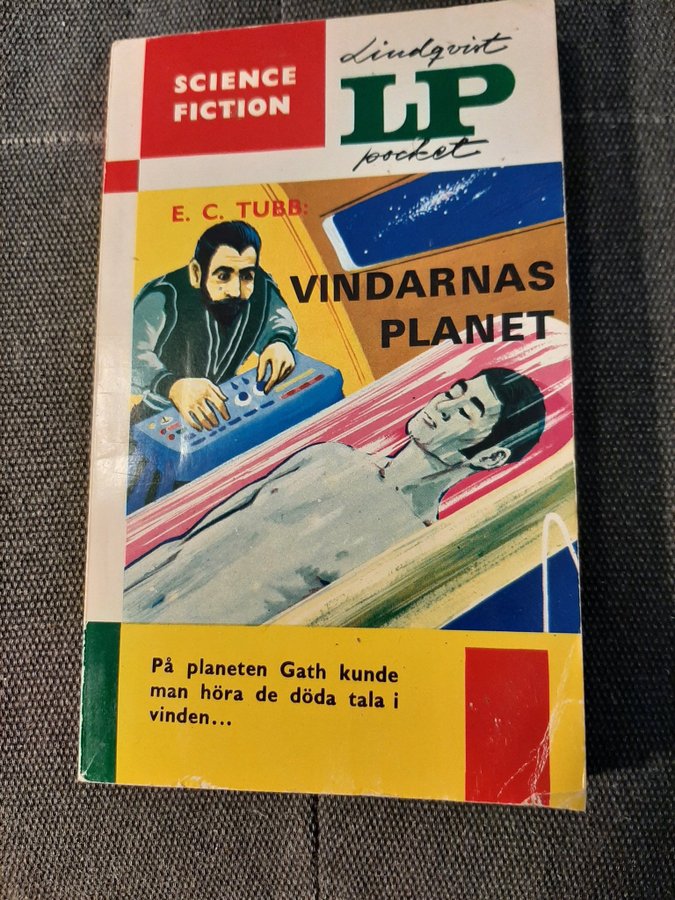 SCIENCE
FICTION
Lindqvist
LP
pocket
E. C. TUBB:
VINDARNAS
PLANET
På planeten Gath kunde
man höra de döda tala i
vinden...